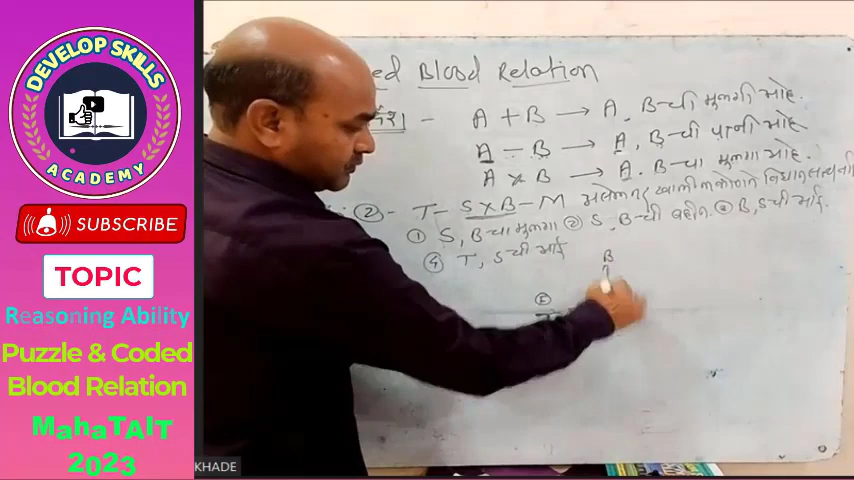 DEVELOP SKILLS
ACADEMY
SUBSCRIBE
TOPIC
Reasoning Ability
Puzzle & Coded
Blood Relation
MahaTAIT
2023
ed Blood Relation
- A + B → A, B-ची मुलगी आहे.
A - B → A, B-ची पत्नी आहे
A × B → A, B-चा मुलगा आहे.
② - T - S × B - M
① S, B-चा मुलगा ② S, B-ची बहीण. ③ B, S ची आई.
④ T, S ची आई
B
KHADE